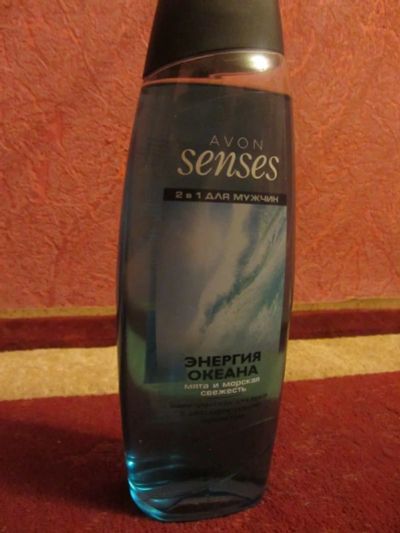 AVON
senses
2 в 1 ДЛЯ МУЖЧИН
ЭНЕРГИЯ
ОКЕАНА
мята и морская
свежесть